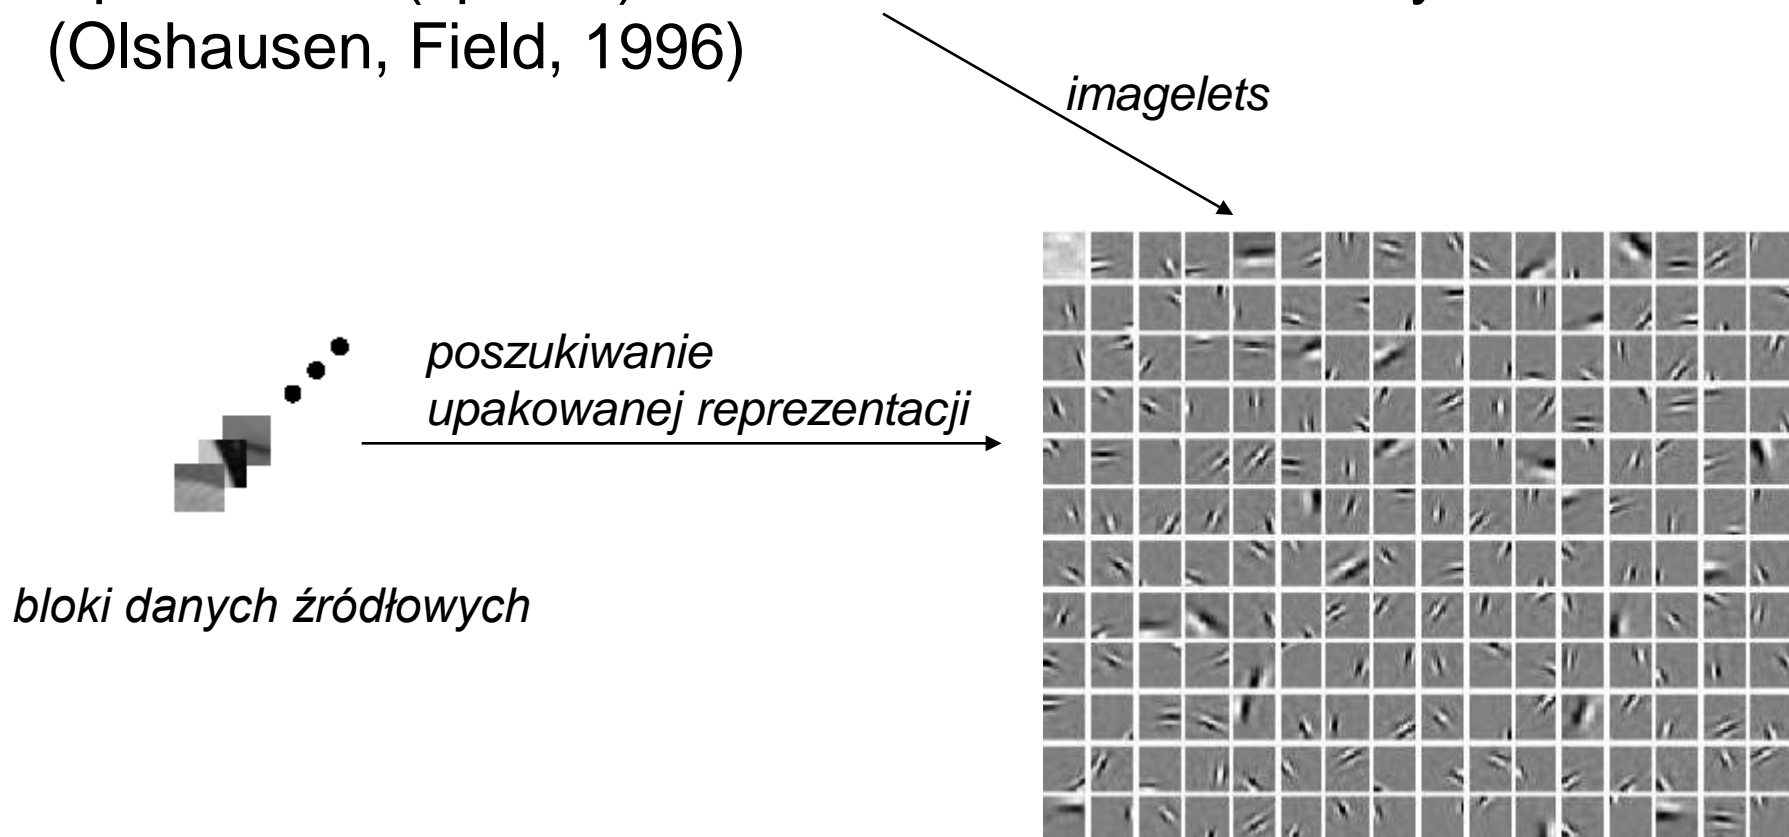 (Olshausen, Field, 1996)
imagelets
poszukiwanie
upakowanej reprezentacji
bloki danych źródłowych